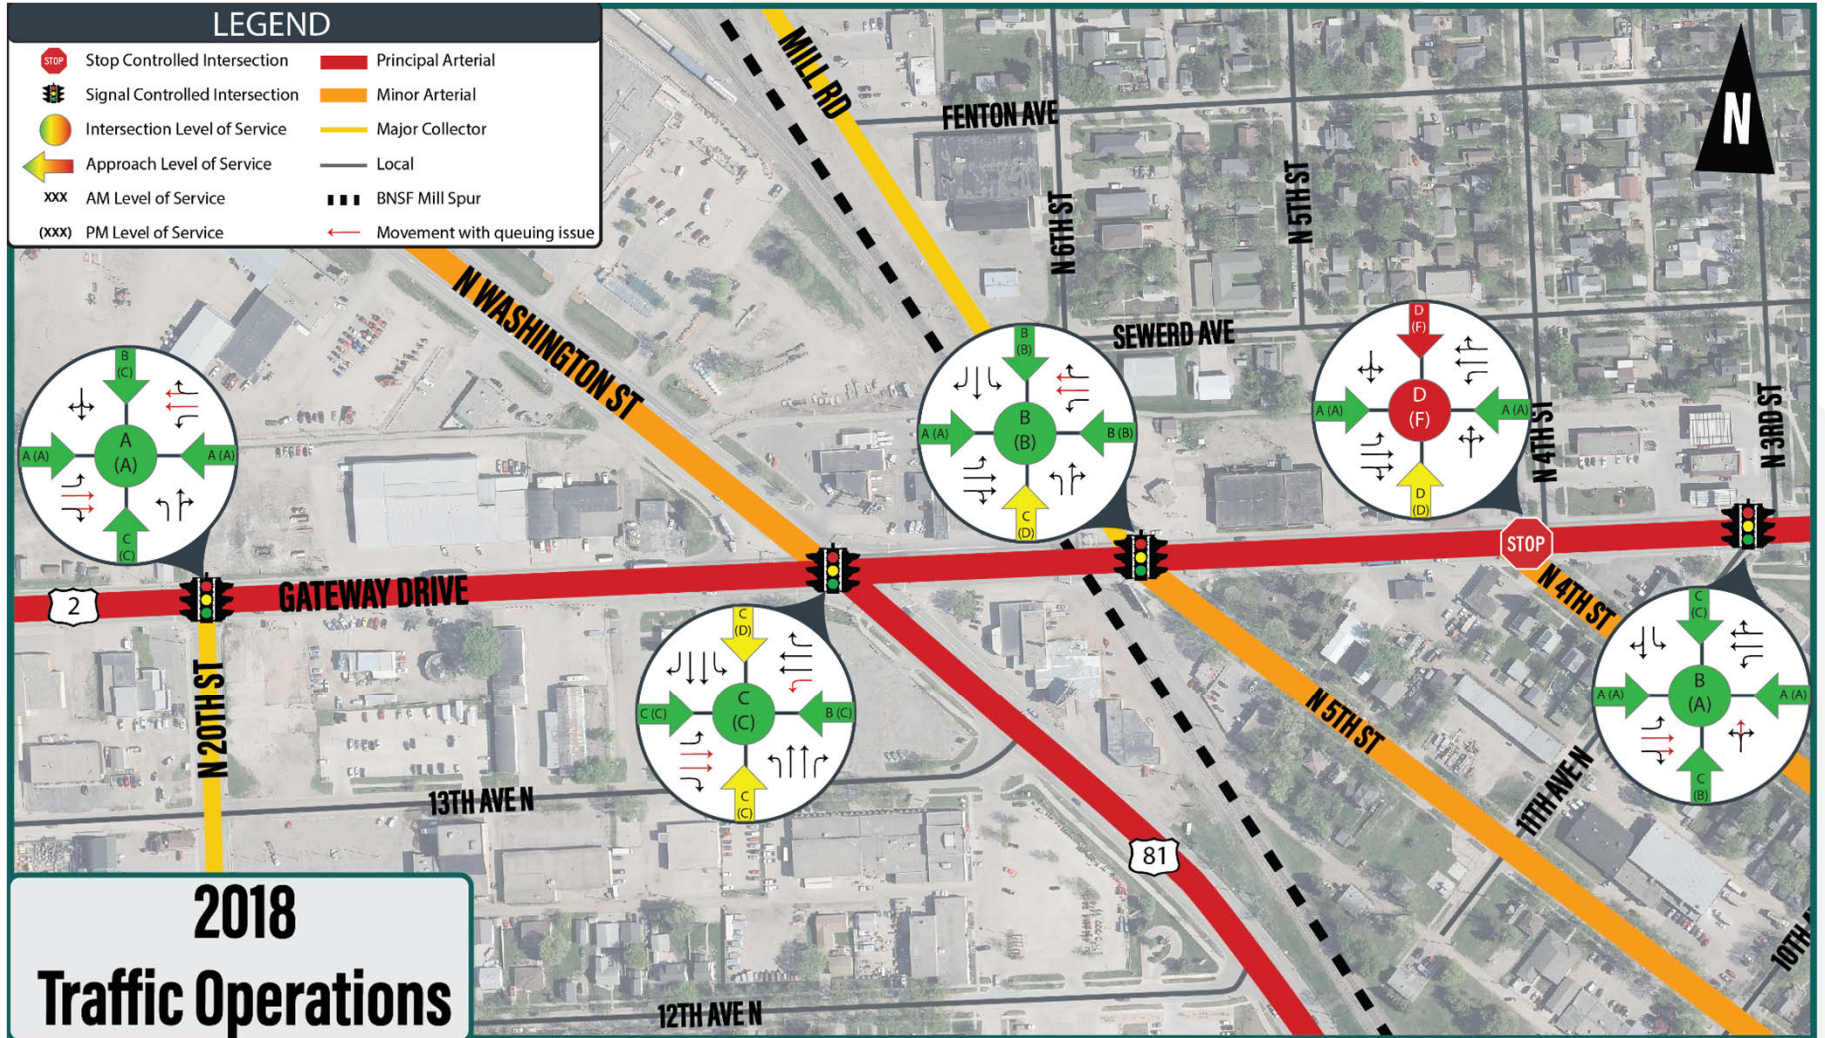 LEGEND
STOP
Stop Controlled Intersection
Signal Controlled Intersection
Intersection Level of Service
Approach Level of Service
XXX
AM Level of Service
(XXX)
PM Level of Service
Principal Arterial
Minor Arterial
Major Collector
Local
BNSF Mill Spur
Movement with queuing issue
N
MILL RD
FENTON AVE
N 6TH ST
N 5TH ST
SEWERD AVE
N WASHINGTON ST
N 4TH ST
N 3RD ST
B
(C)
A (A)
A
(A)
A (A)
C
(C)
B
(B)
A (A)
B
(B)
B (B)
C
(D)
D
(F)
A (A)
D
(F)
A (A)
D
(D)
STOP
2
GATEWAY DRIVE
N 20TH ST
C
(D)
C (C)
C
(C)
B (C)
C
(C)
N 4TH ST
C
(C)
A (A)
B
(A)
A (A)
C
(B)
N 5TH ST
11TH AVE N
13TH AVE N
81
12TH AVE N
10TH
2018
Traffic Operations